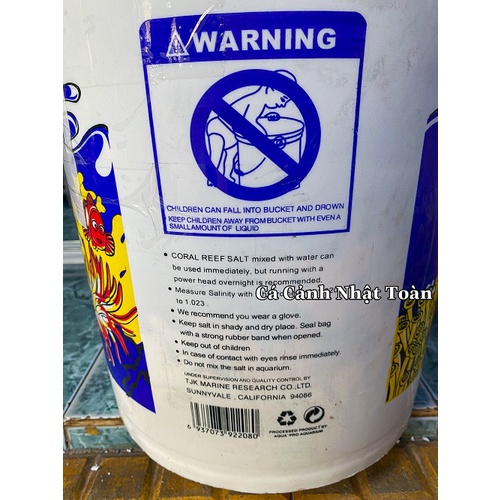 WARNING
CHILDREN CAN FALL INTO BUCKET AND DROWN
KEEP CHILDREN AWAY FROM BUCKET WITH EVEN A
SMALL AMOUNT OF LIQUID
• CORAL REEF SALT mixed with water can
be used immediately, but running with a
power head overnight is recommended.
• Measure Salinity with
to 1.023
Cá Cảnh Nhật Toàn
• We recommend you wear a glove.
• Keep salt in shady and dry place. Seal bag
with a strong rubber band when opened.
• Keep out of children
• In case of contact with eyes rinse immediately
• Do not mix the salt in aquarium.
UNDER SUPERVISION AND QUALITY CONTROL BY
TJK MARINE RESEARCH CO.,LTD.
SUNNYVALE , CALIFORNIA 94086
6 937073 922080
PROCESSED PRODUCT BY
AQUA PRO AQUARIUM